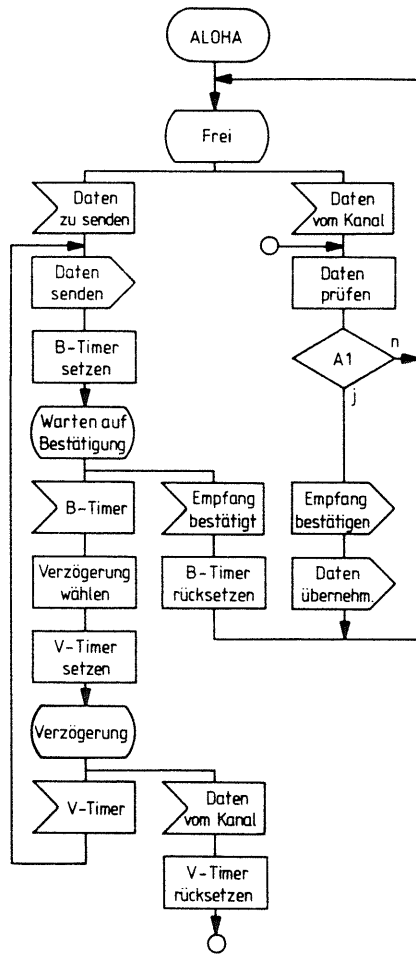 ALOHA
Frei
Daten
zu senden
Daten
vom Kanal
Daten
senden
Daten
prüfen
B-Timer
setzen
A1
n
j
Warten auf
Bestätigung
B-Timer
Empfang
bestätigt
Empfang
bestätigen
Verzögerung
wählen
B-Timer
rücksetzen
Daten
übernehm.
V-Timer
setzen
Verzögerung
V-Timer
Daten
vom Kanal
V-Timer
rücksetzen